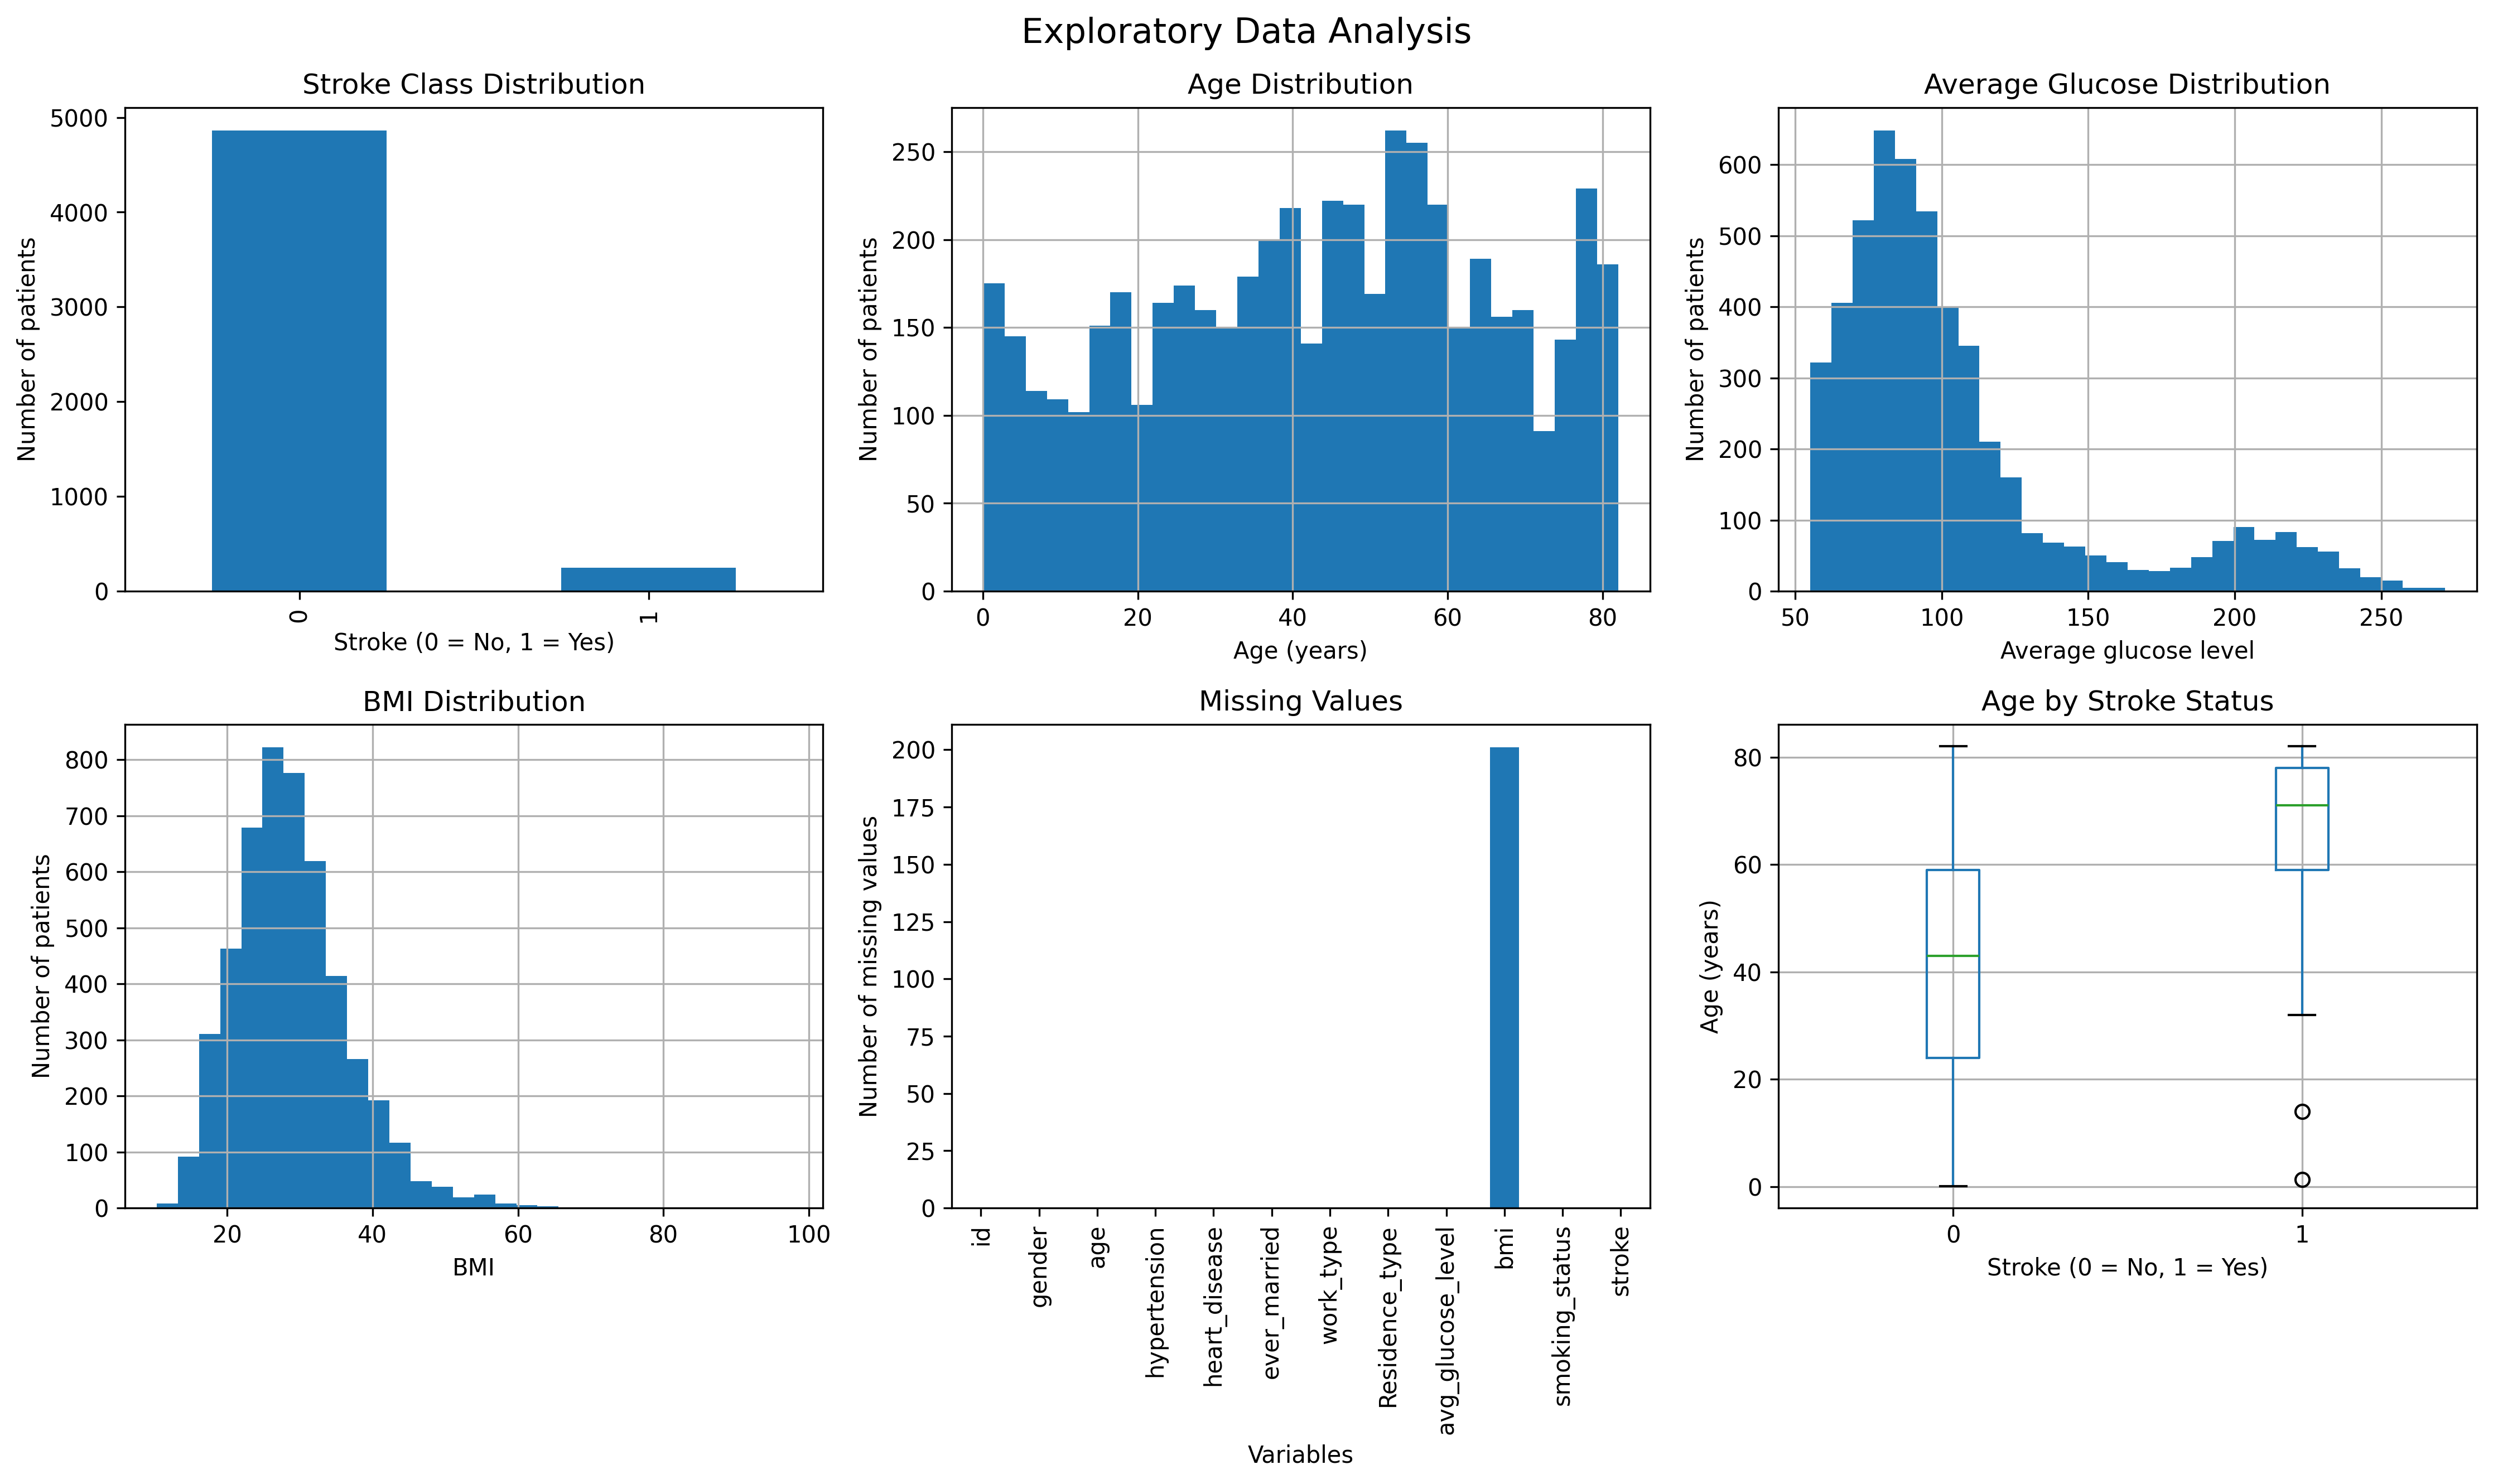 Exploratory Data Analysis
Stroke Class Distribution
Number of patients
5000
4000
3000
2000
1000
0
0
1
Stroke (0 = No, 1 = Yes)
Age Distribution
Number of patients
250
200
150
100
50
0
0 20 40 60 80
Age (years)
Average Glucose Distribution
Number of patients
600
500
400
300
200
100
0
50 100 150 200 250
Average glucose level
BMI Distribution
Number of patients
800
700
600
500
400
300
200
100
0
20 40 60 80 100
BMI
Missing Values
Number of missing values
200
175
150
125
100
75
50
25
0
id
gender
age
hypertension
heart_disease
ever_married
work_type
Residence_type
avg_glucose_level
bmi
smoking_status
stroke
Variables
Age by Stroke Status
Age (years)
80
60
40
20
0
0 1
Stroke (0 = No, 1 = Yes)